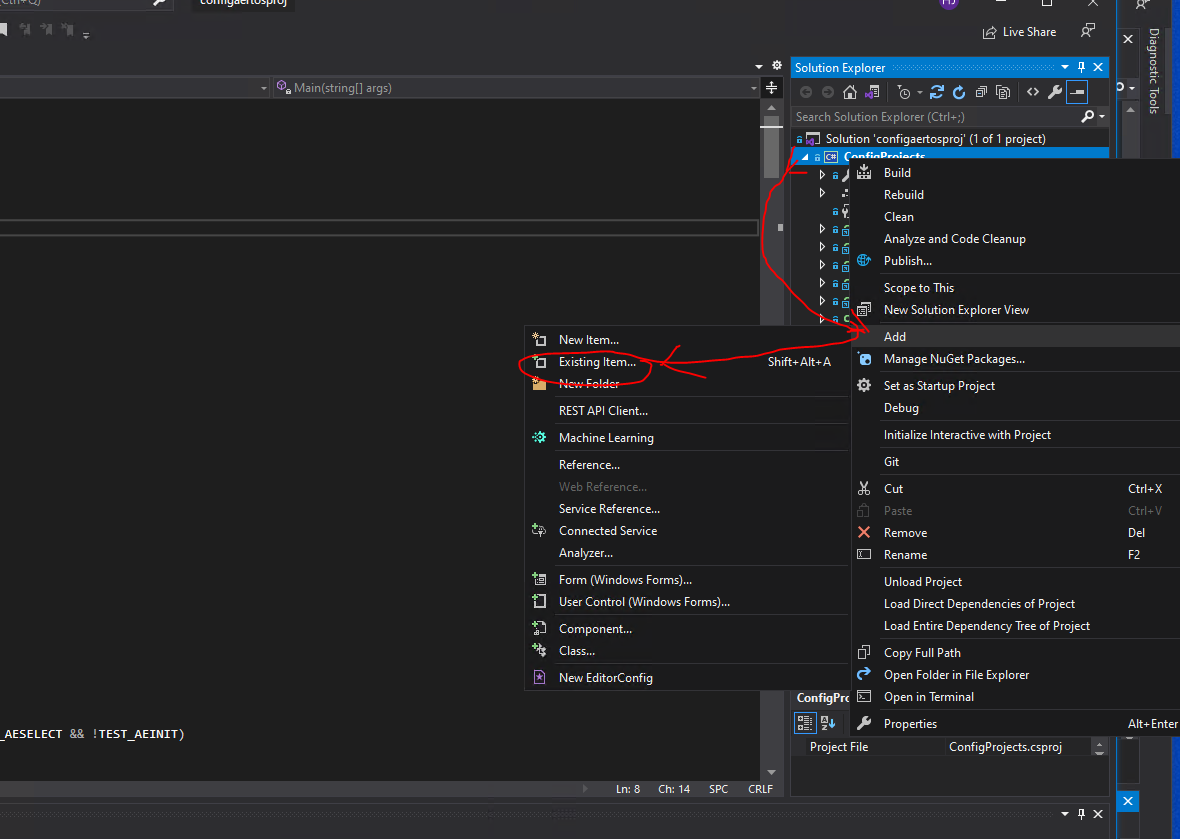 configaertosproj
HJ
Live Share
Main(string[] args)
Solution Explorer
Diagnostic Tools
Search Solution Explorer (Ctrl+;)
Solution 'configaertosproj' (1 of 1 project)
C# ConfigProjects
Build
Rebuild
Clean
Analyze and Code Cleanup
Publish...
Scope to This
New Solution Explorer View
Add
Manage NuGet Packages...
Set as Startup Project
Debug
Initialize Interactive with Project
Git
Cut Ctrl+X
Paste Ctrl+V
Remove Del
Rename F2
Unload Project
Load Direct Dependencies of Project
Load Entire Dependency Tree of Project
Copy Full Path
Open Folder in File Explorer
Open in Terminal
Properties Alt+Enter
New Item...
Existing Item... Shift+Alt+A
New Folder
REST API Client...
Machine Learning
Reference...
Web Reference...
Service Reference...
Connected Service
Analyzer...
Form (Windows Forms)...
User Control (Windows Forms)...
Component...
Class...
New EditorConfig
_AESELECT && !TEST_AEINIT)
ConfigPro
Project File ConfigProjects.csproj
Ln: 8 Ch: 14 SPC CRLF